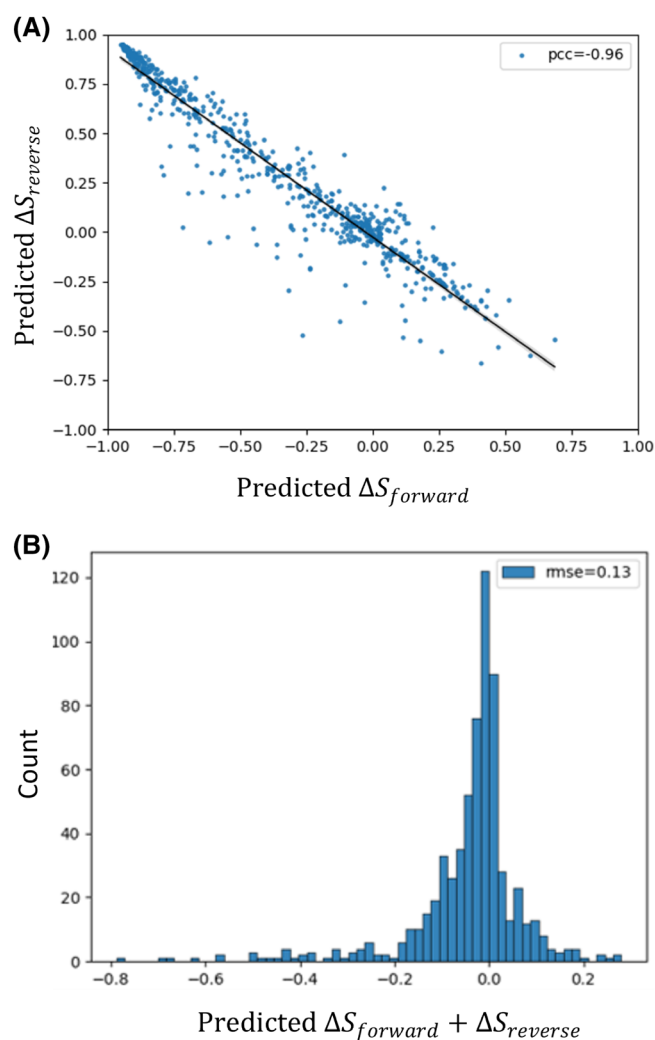 (A)
1.00
pcc=-0.96
0.75
0.50
0.25
0.00
−0.25
−0.50
−0.75
−1.00
Predicted ΔS_reverse
−1.00 −0.75 −0.50 −0.25 0.00 0.25 0.50 0.75 1.00
Predicted ΔS_forward
(B)
rmse=0.13
120
100
80
60
40
20
0
Count
−0.8 −0.6 −0.4 −0.2 0.0 0.2
Predicted ΔS_forward + ΔS_reverse